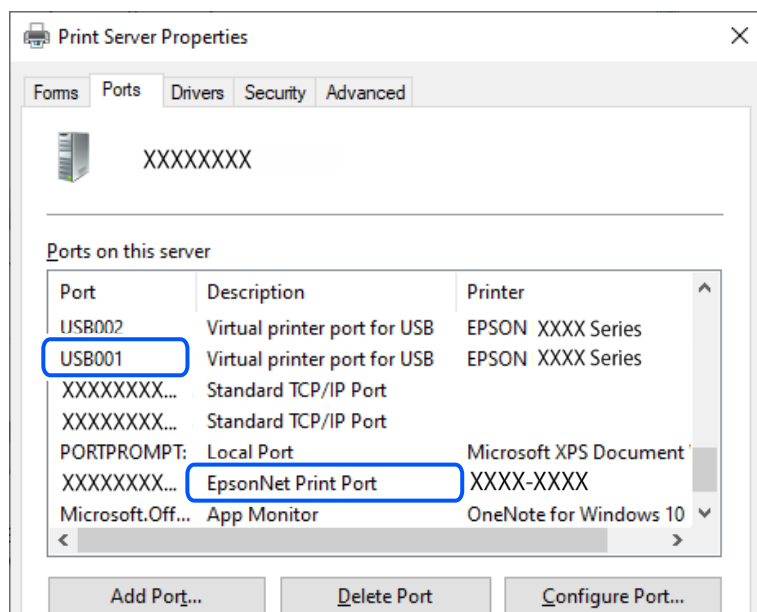 Print Server Properties
Forms Ports Drivers Security Advanced
XXXXXXXX
Ports on this server
Port Description Printer
USB002 Virtual printer port for USB EPSON XXXX Series
USB001 Virtual printer port for USB EPSON XXXX Series
XXXXXXXX... Standard TCP/IP Port
XXXXXXXX... Standard TCP/IP Port
PORTPROMPT: Local Port Microsoft XPS Document
XXXXXXXX... EpsonNet Print Port XXXX-XXXX
Microsoft.Off... App Monitor OneNote for Windows 10
Add Port... Delete Port Configure Port...